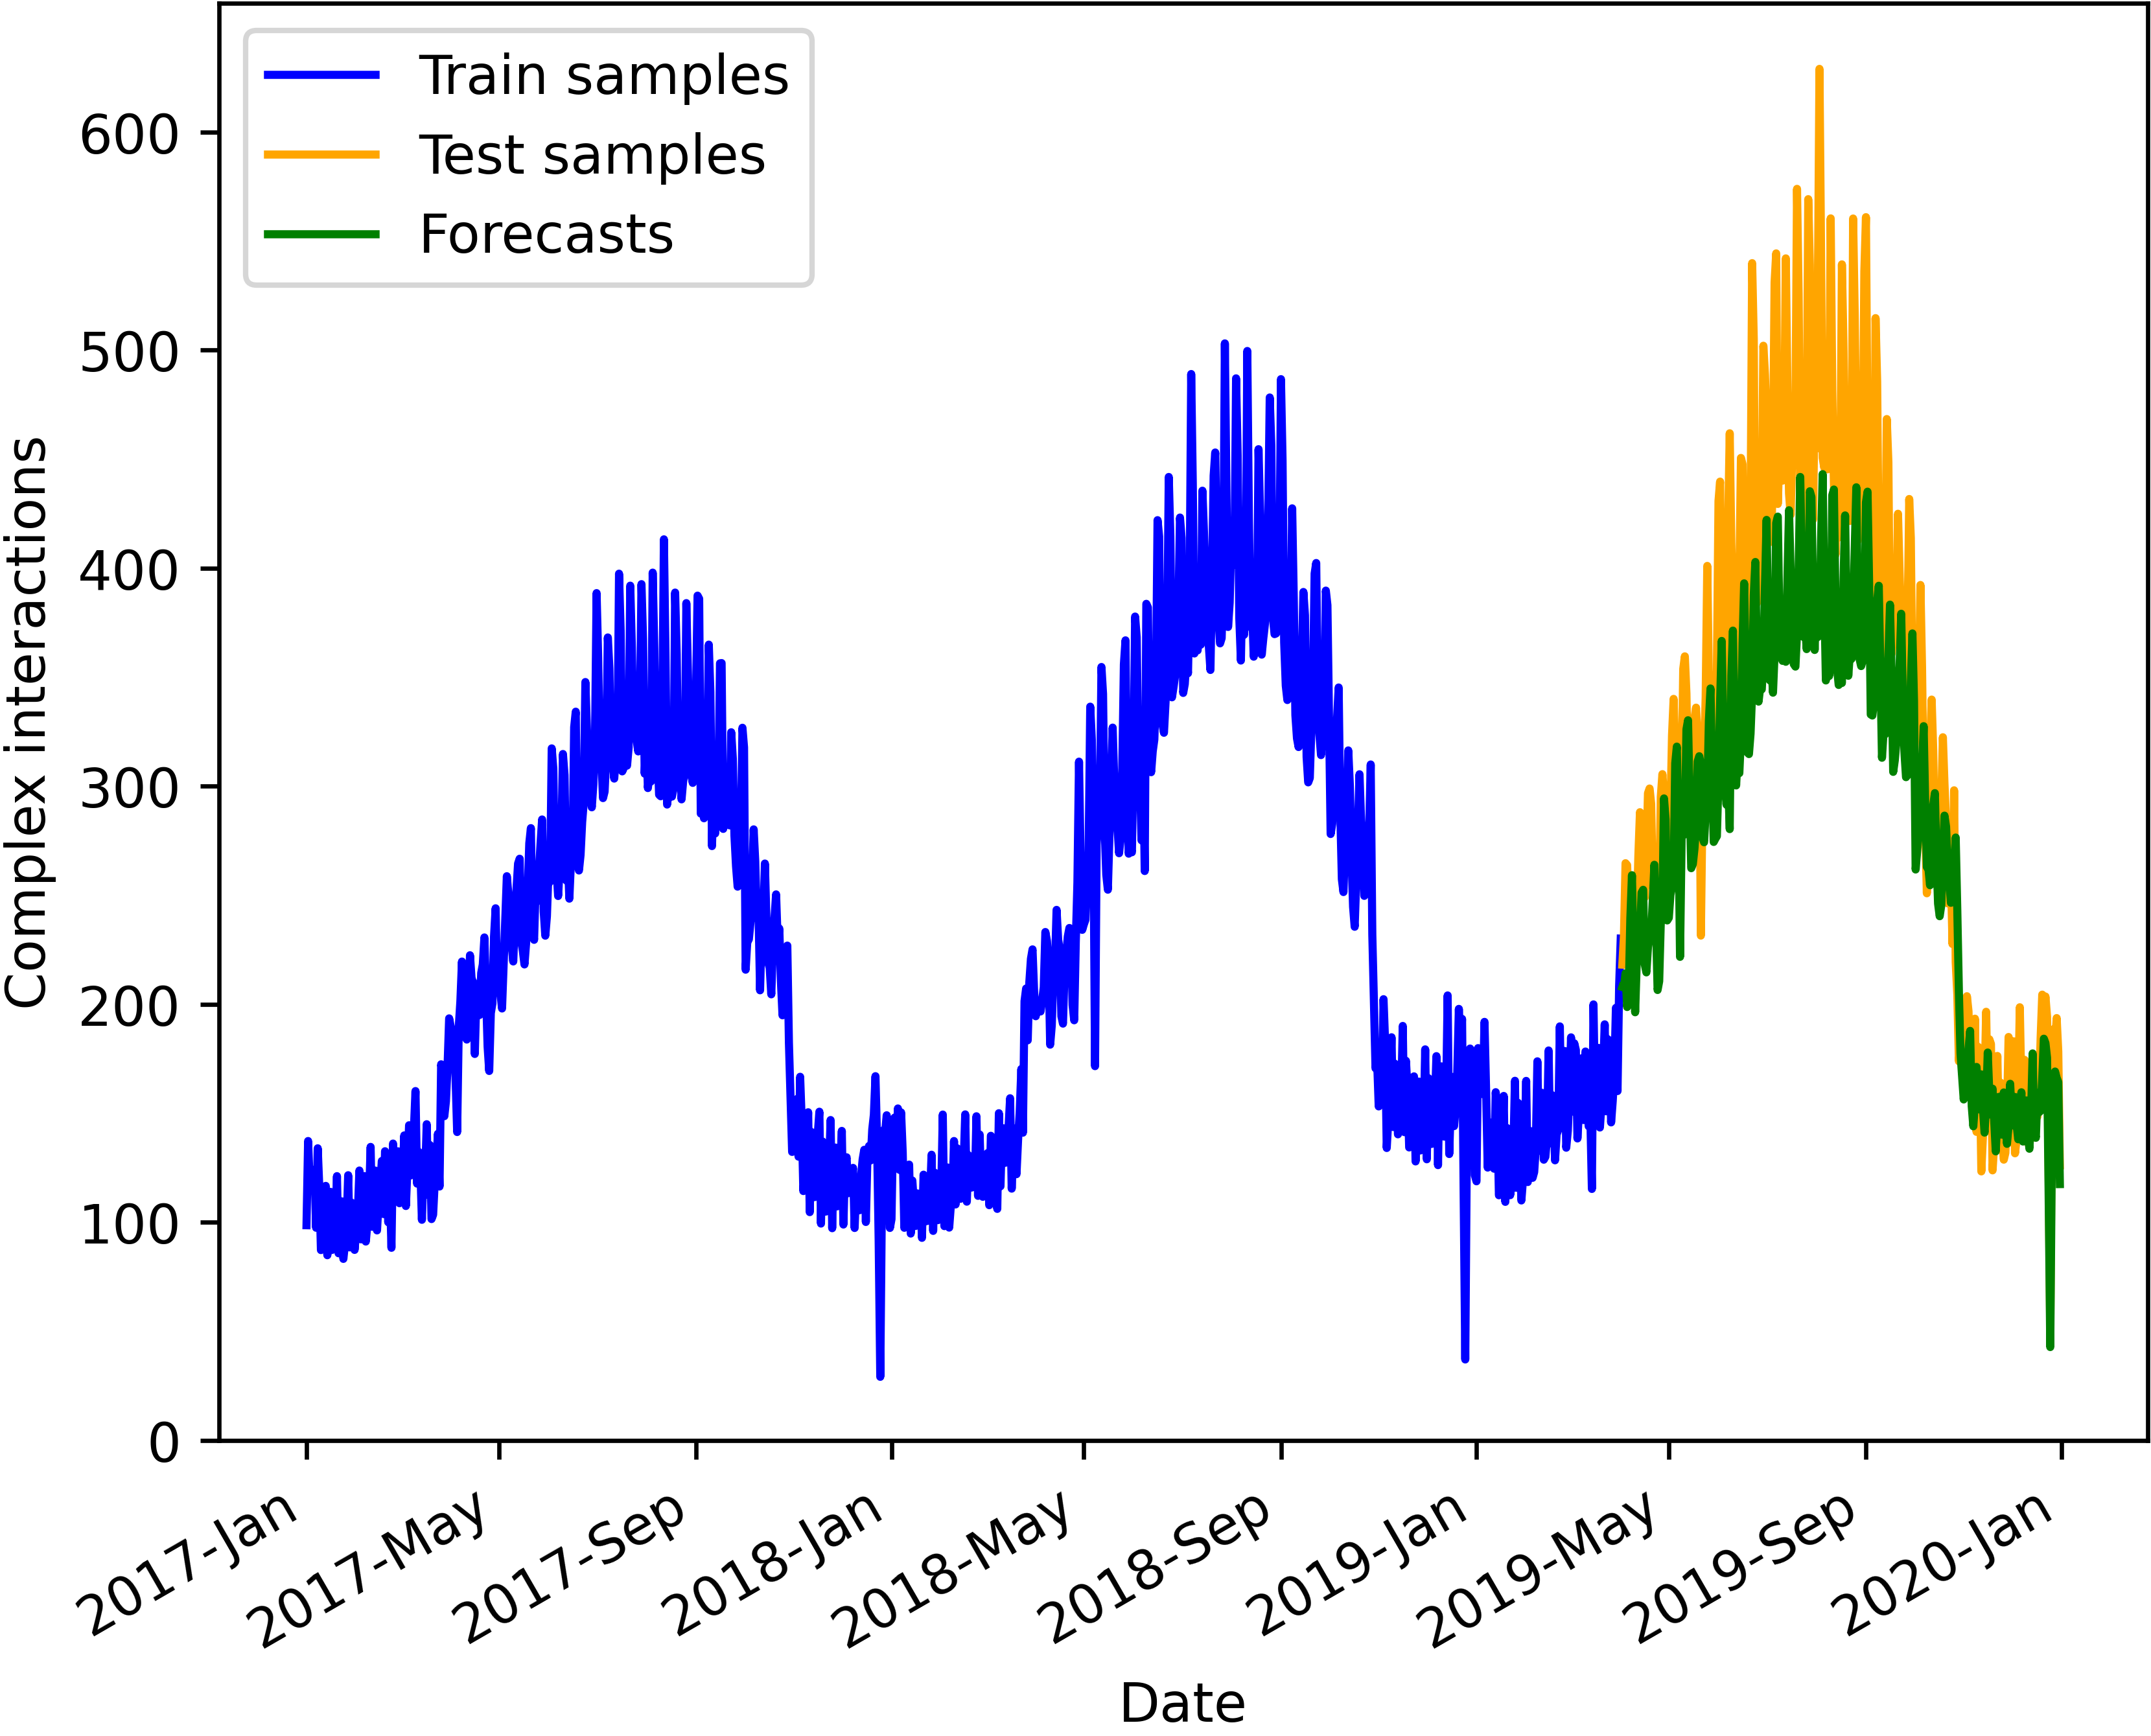 Train samples
Test samples
Forecasts
600
500
400
300
200
100
0
Complex interactions
2017-Jan
2017-May
2017-Sep
2018-Jan
2018-May
2018-Sep
2019-Jan
2019-May
2019-Sep
2020-Jan
Date